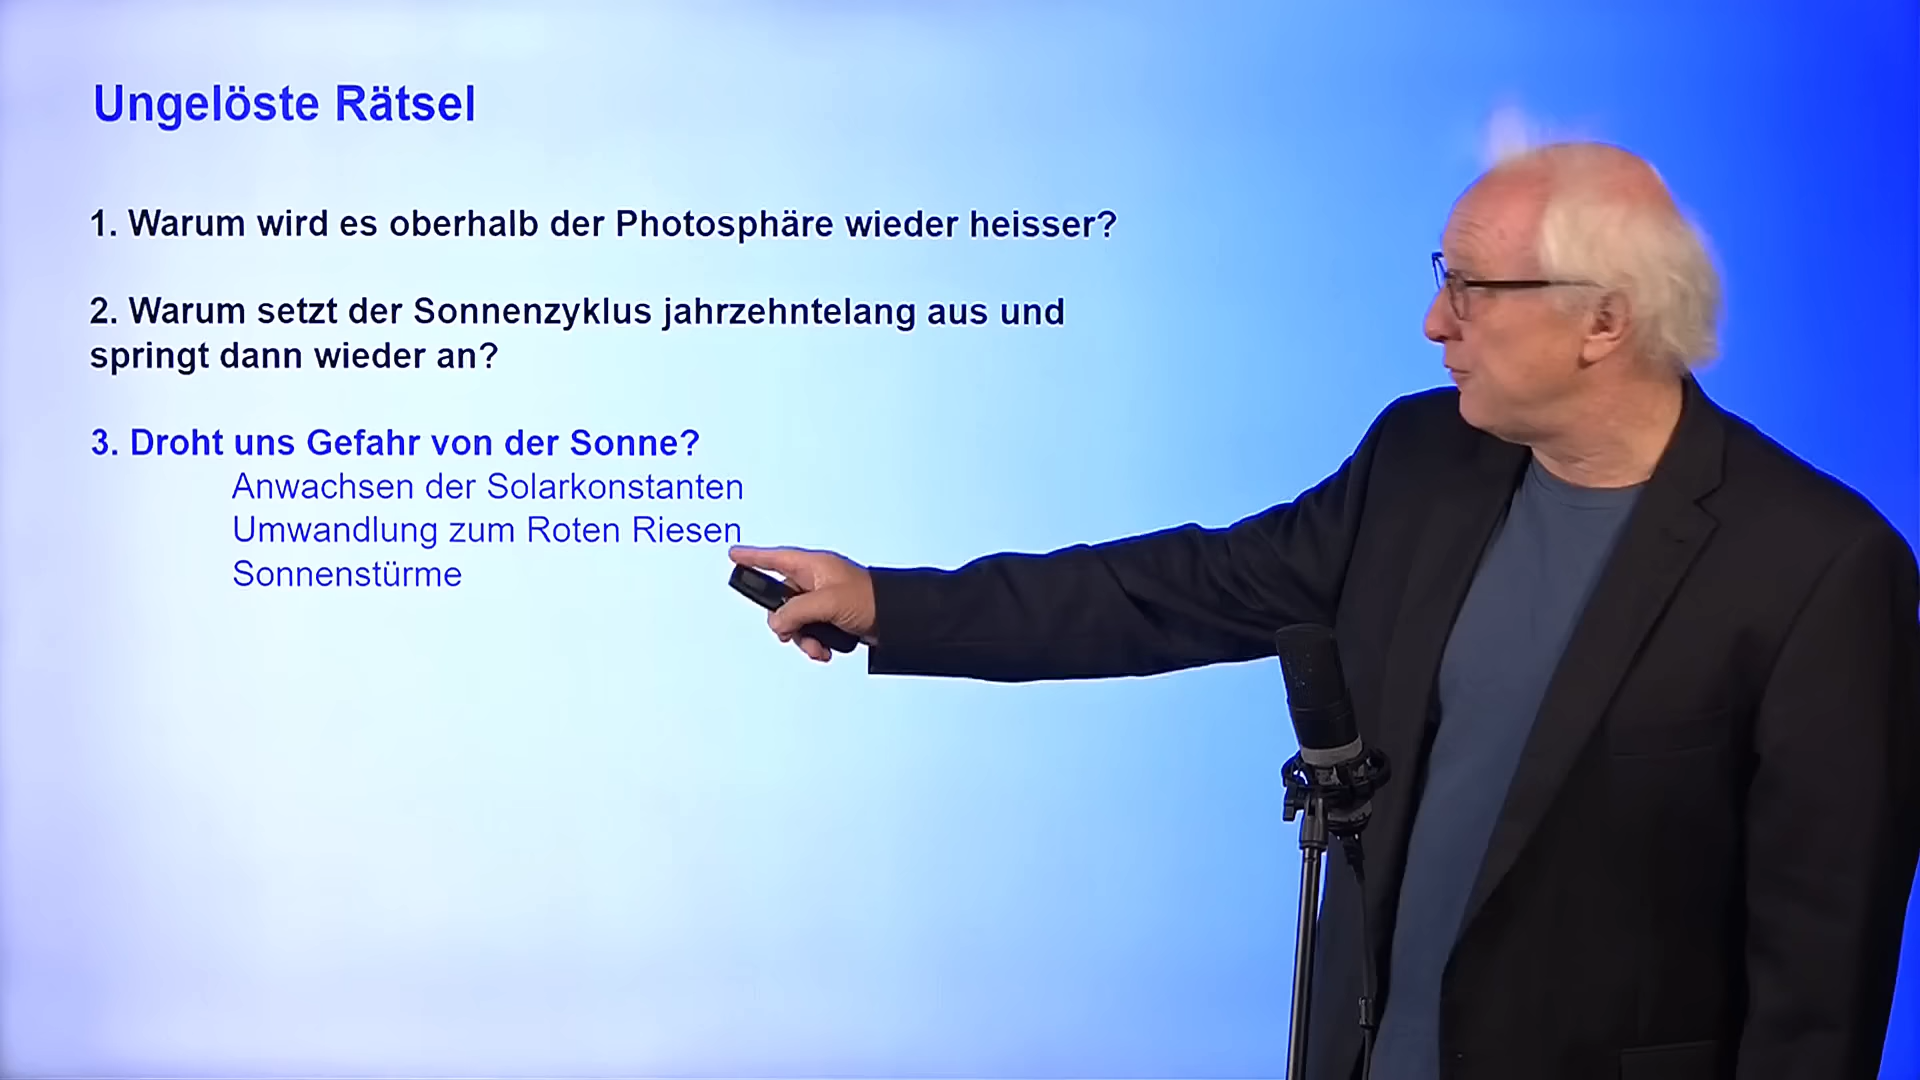 Ungelöste Rätsel
1. Warum wird es oberhalb der Photosphäre wieder heisser?
2. Warum setzt der Sonnenzyklus jahrzehntelang aus und
springt dann wieder an?
3. Droht uns Gefahr von der Sonne?
Anwachsen der Solarkonstanten
Umwandlung zum Roten Riesen
Sonnenstürme